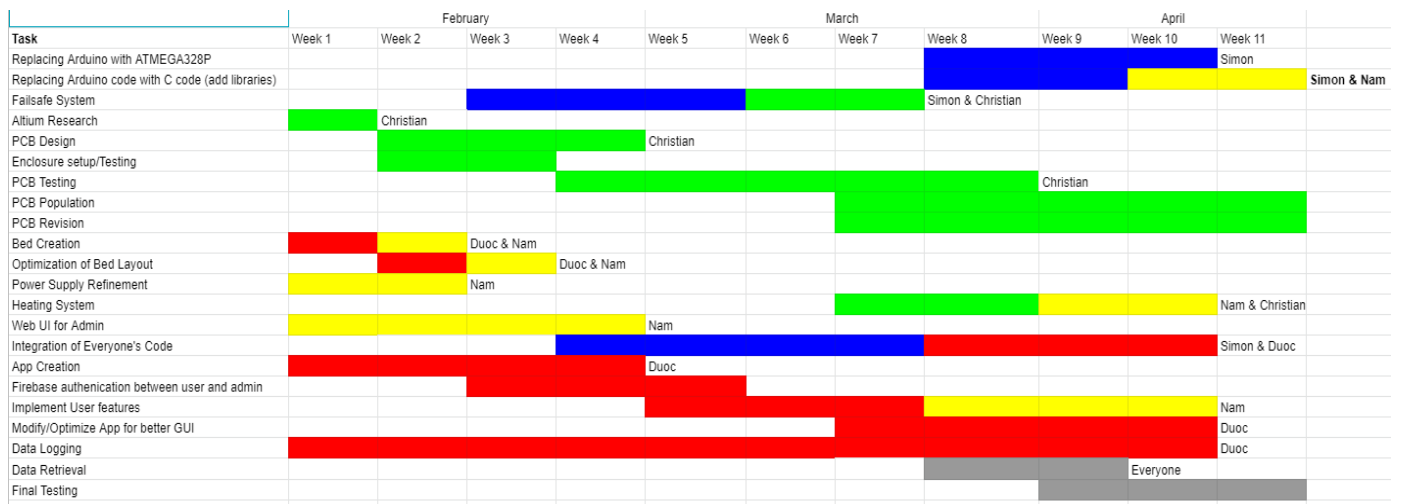 February March April
Task Week 1 Week 2 Week 3 Week 4 Week 5 Week 6 Week 7 Week 8 Week 9 Week 10 Week 11
Replacing Arduino with ATMEGA328P Simon
Replacing Arduino code with C code (add libraries) Simon & Nam
Failsafe System Simon & Christian
Altium Research Christian
PCB Design Christian
Enclosure setup/Testing
PCB Testing Christian
PCB Population
PCB Revision
Bed Creation Duoc & Nam
Optimization of Bed Layout Duoc & Nam
Power Supply Refinement Nam
Heating System Nam & Christian
Web UI for Admin Nam
Integration of Everyone's Code Simon & Duoc
App Creation Duoc
Firebase authenication between user and admin
Implement User features Nam
Modify/Optimize App for better GUI Duoc
Data Logging Duoc
Data Retrieval Everyone
Final Testing